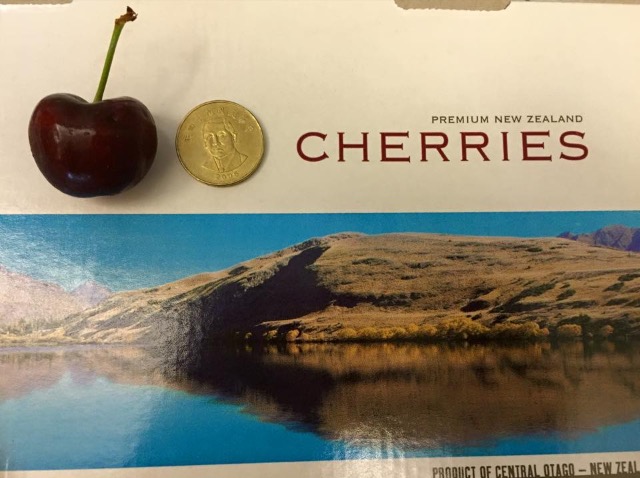 PREMIUM NEW ZEALAND
CHERRIES
PRODUCT OF CENTRAL OTAGO – NEW ZEAL